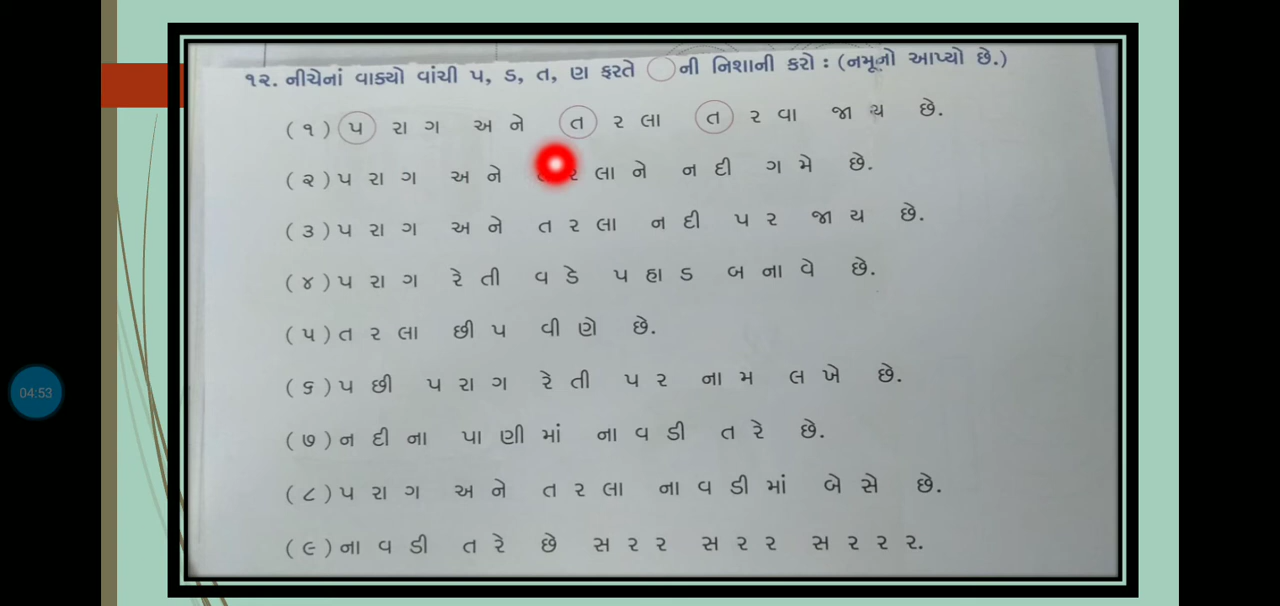 ૧૨. નીચેનાં વાક્યો વાંચી પ, ડ, ત, ણ ફરતે ◯ ની નિશાની કરો : (નમૂનો આપ્યો છે.)
(૧) પ રા ગ અ ને ત ર લા ત ર વા જા ય છે.
(૨) પ રા ગ અ ને ત ર લા ને ન દી ગ મે છે.
(૩) પ રા ગ અ ને ત ર લા ન દી પ ર જા ય છે.
(૪) પ રા ગ રે તી વ ડે પ હા ડ બ ના વે છે.
(૫) ત ર લા છી પ વી ણે છે.
(૬) પ છી પ રા ગ રે તી પ ર ના મ લ ખે છે.
(૭) ન દી ના પા ણી માં ના વ ડી ત રે છે.
(૮) પ રા ગ અ ને ત ર લા ના વ ડી માં બે સે છે.
(૯) ના વ ડી ત રે છે સ ર ર સ ર ર સ ર ર ર.
04:53